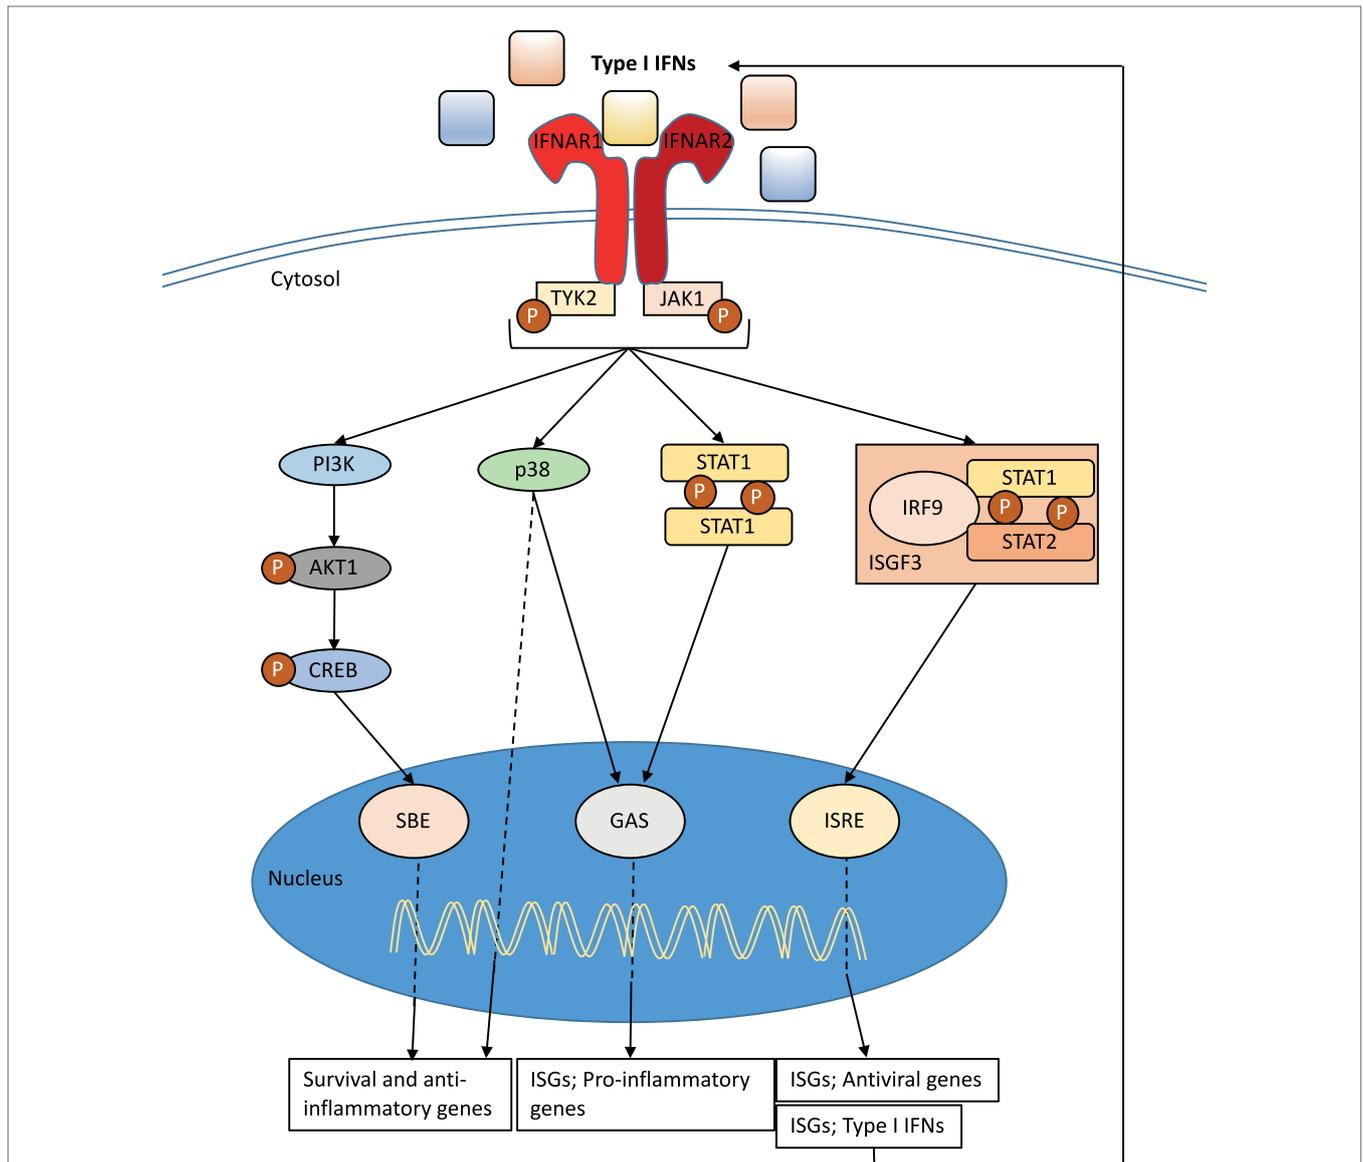 Type I IFNs
IFNAR1
IFNAR2
Cytosol
TYK2
JAK1
P
P
PI3K
p38
STAT1
P
P
STAT1
IRF9
STAT1
P
P
STAT2
ISGF3
P
AKT1
P
CREB
SBE
GAS
ISRE
Nucleus
Survival and anti-
inflammatory genes
ISGs; Pro-inflammatory
genes
ISGs; Antiviral genes
ISGs; Type I IFNs